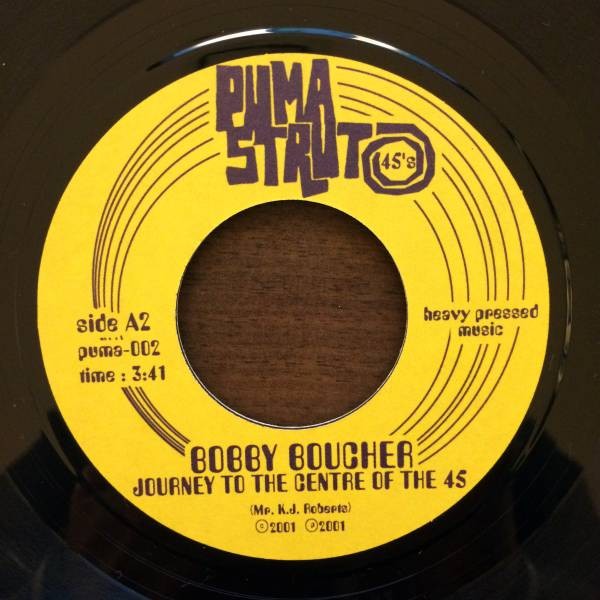 PUMA
STRUT 45's
side A2
puma-002
time : 3:41
heavy pressed
music
BOBBY BOUCHER
JOURNEY TO THE CENTRE OF THE 45
(Mr. K.J. Roberts)
©2001 ℗2001